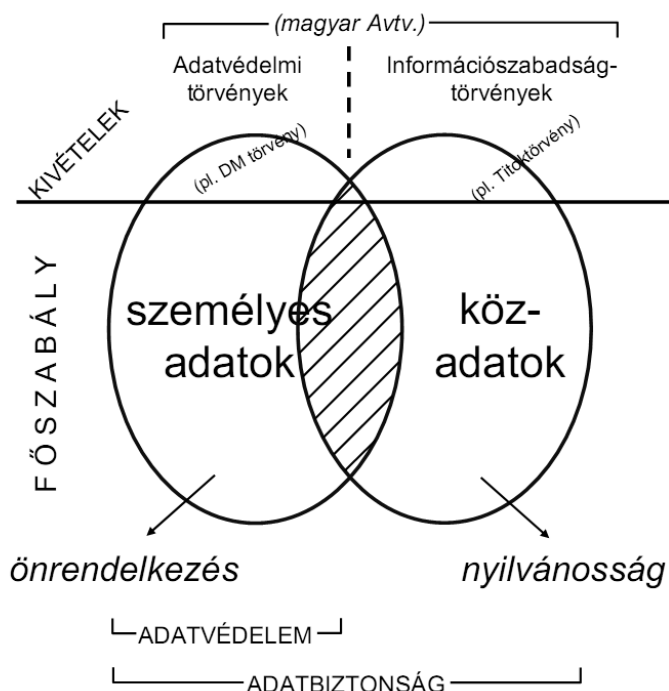 (magyar Avtv.)
Adatvédelmi
törvények
Információszabadság-
törvények
KIVÉTELEK
(pl. DM törvény)
(pl. Titoktörvény)
FŐSZABÁLY
személyes
adatok
köz-
adatok
önrendelkezés
nyilvánosság
ADATVÉDELEM
ADATBIZTONSÁG